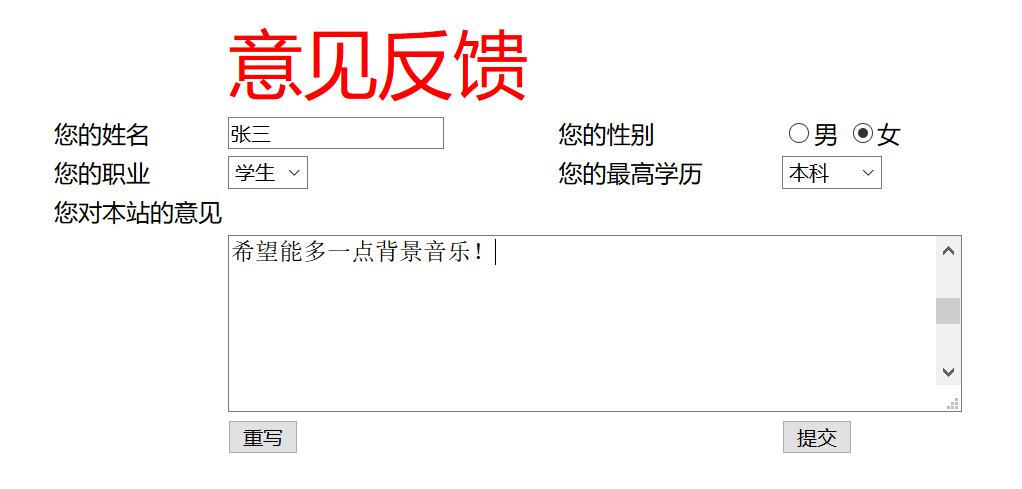 意见反馈
您的姓名 张三 您的性别 男 女
您的职业 学生 您的最高学历 本科
您对本站的意见
希望能多一点背景音乐！
重写 提交